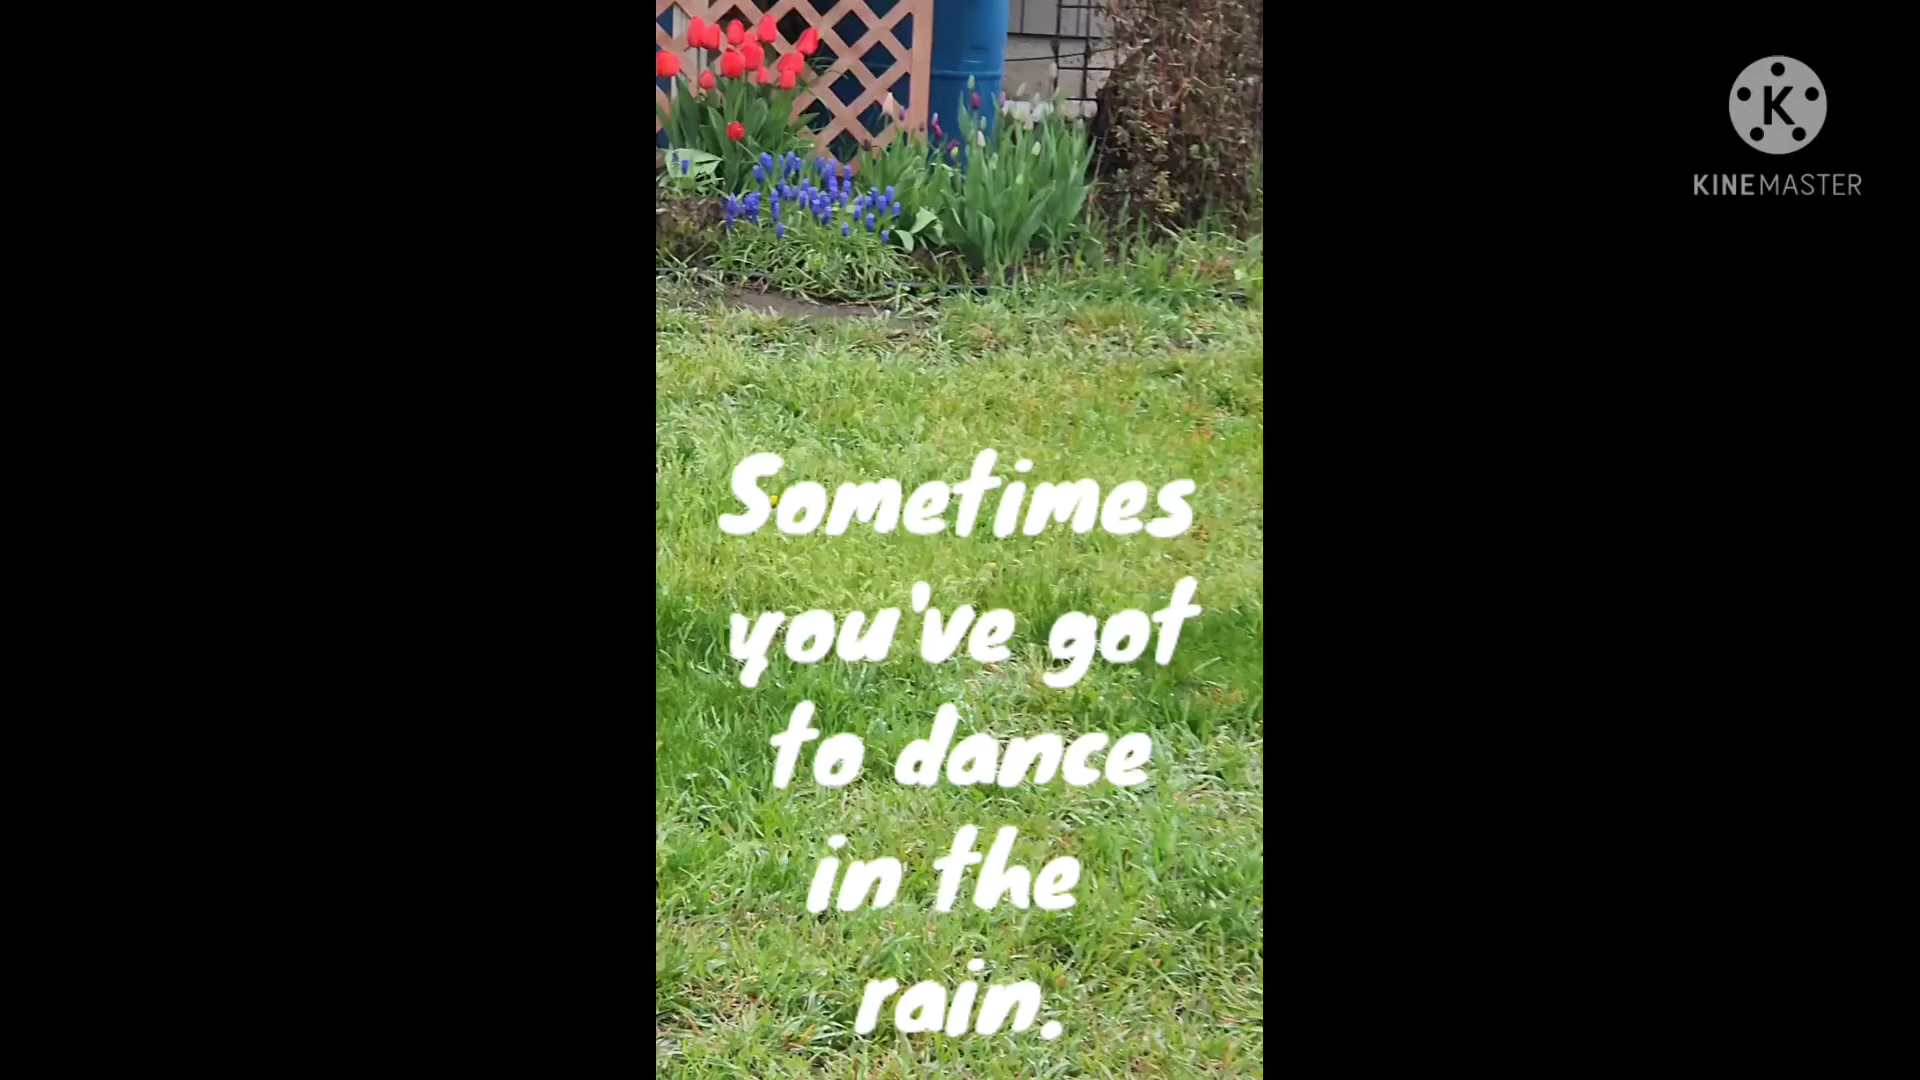 KINEMASTER
Sometimes
you've got
to dance
in the
rain.